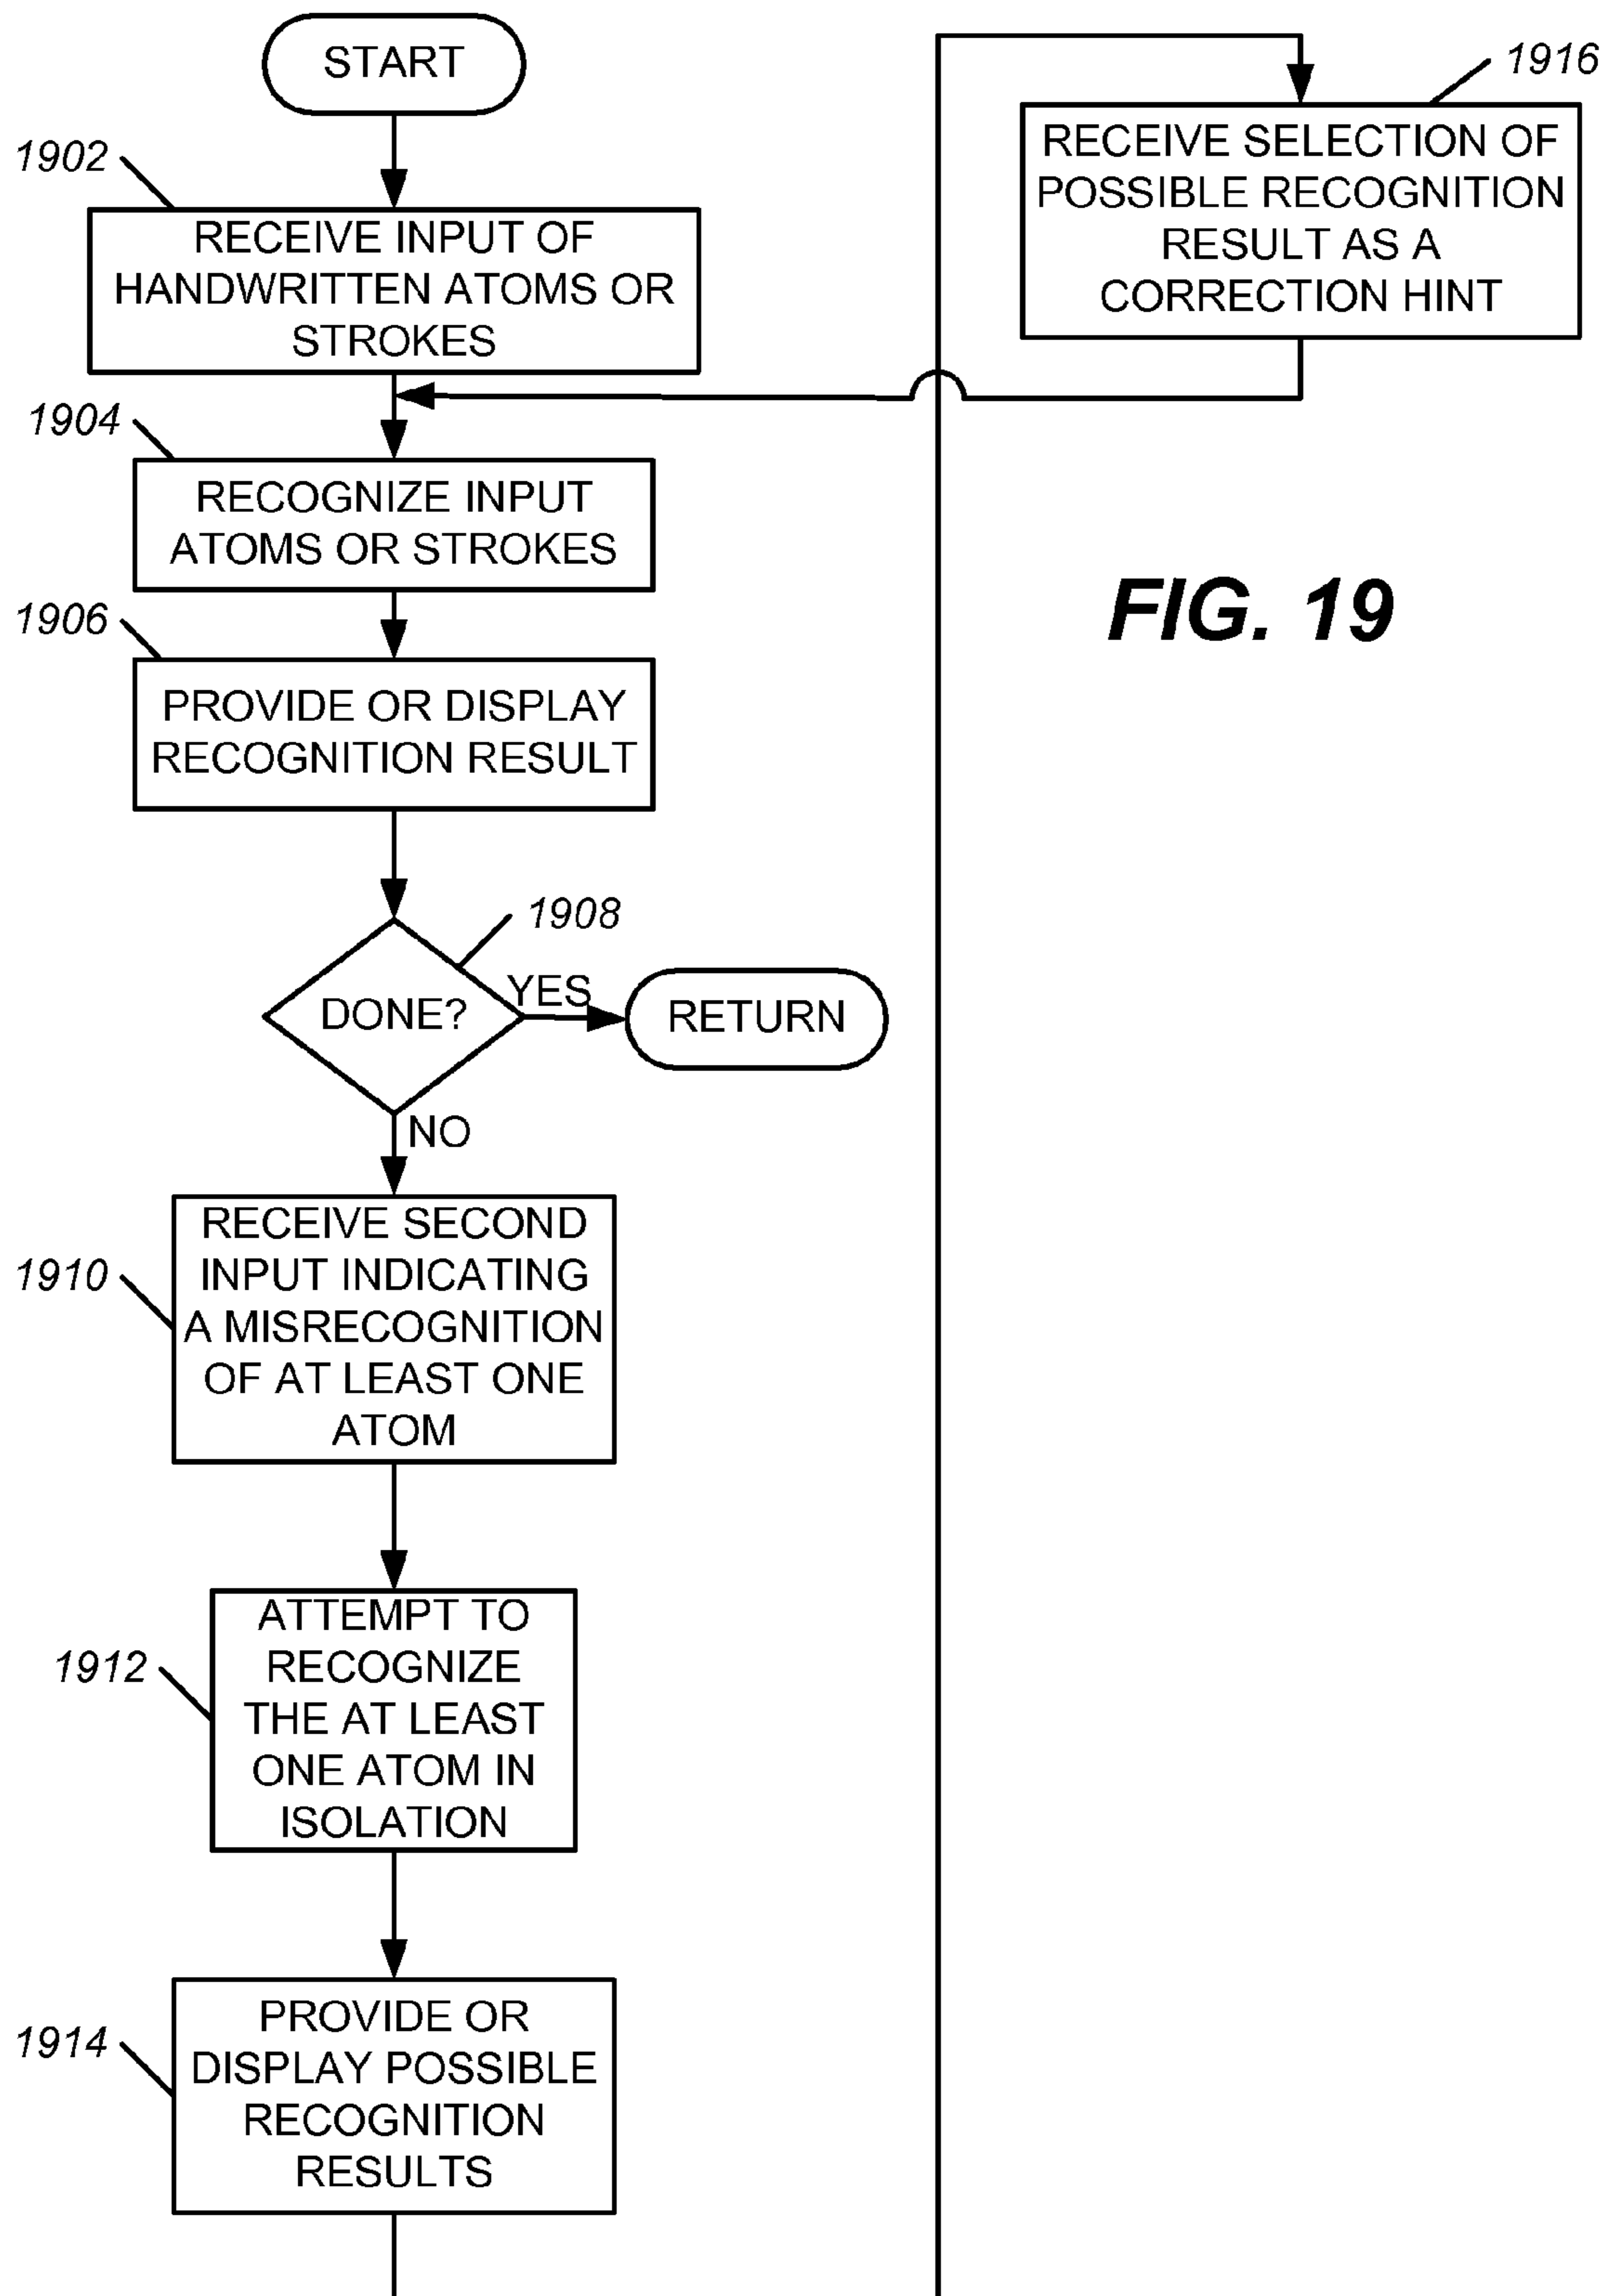 START
1902
RECEIVE INPUT OF
HANDWRITTEN ATOMS OR
STROKES
1904
RECOGNIZE INPUT
ATOMS OR STROKES
1906
PROVIDE OR DISPLAY
RECOGNITION RESULT
1908
DONE?
YES
RETURN
NO
1910
RECEIVE SECOND
INPUT INDICATING
A MISRECOGNITION
OF AT LEAST ONE
ATOM
1912
ATTEMPT TO
RECOGNIZE
THE AT LEAST
ONE ATOM IN
ISOLATION
1914
PROVIDE OR
DISPLAY POSSIBLE
RECOGNITION
RESULTS
1916
RECEIVE SELECTION OF
POSSIBLE RECOGNITION
RESULT AS A
CORRECTION HINT
FIG. 19